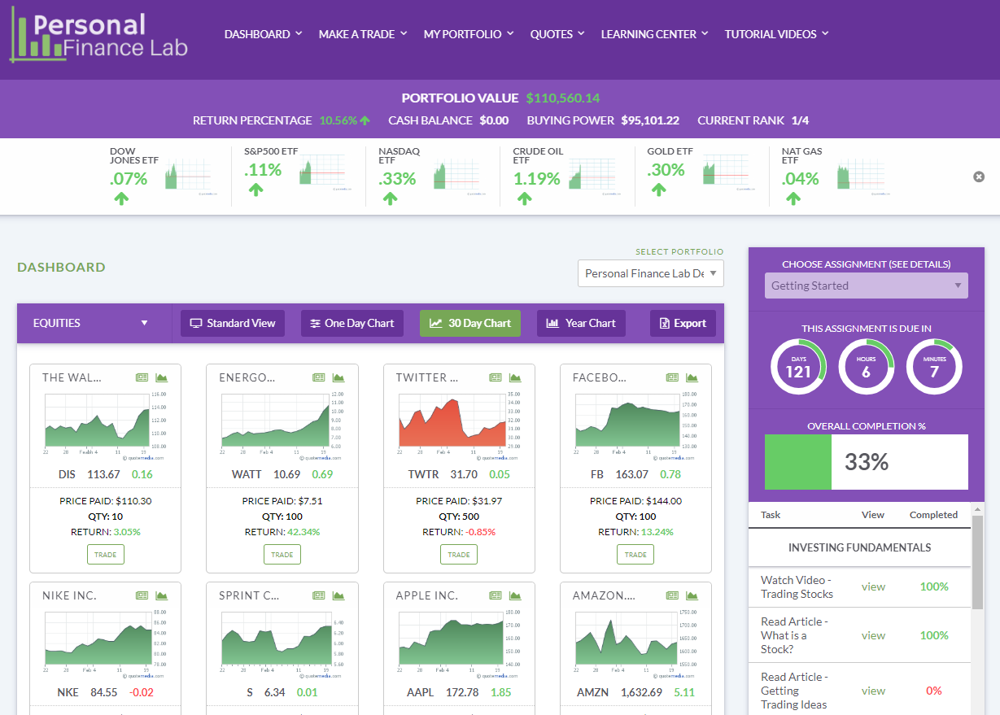 Personal
Finance Lab
DASHBOARD
MAKE A TRADE
MY PORTFOLIO
QUOTES
LEARNING CENTER
TUTORIAL VIDEOS
PORTFOLIO VALUE $110,560.14
RETURN PERCENTAGE 10.56% CASH BALANCE $0.00 BUYING POWER $95,101.22 CURRENT RANK 1/4
DOW
JONES ETF
.07%
S&P500 ETF
.11%
NASDAQ
ETF
.33%
CRUDE OIL
ETF
1.19%
GOLD ETF
.30%
NAT GAS
ETF
.04%
DASHBOARD
SELECT PORTFOLIO
Personal Finance Lab De
EQUITIES
Standard View
One Day Chart
30 Day Chart
Year Chart
Export
THE WAL...
116.00
114.00
112.00
110.00
108.00
22 28 4 11 19
© quotemedia.com
DIS 113.67 0.16
PRICE PAID: $110.30
QTY: 10
RETURN: 3.05%
TRADE
ENERGO...
12.00
11.00
10.00
9.00
8.00
7.00
6.00
22 28 Feb 4 11 19
© quotemedia.com
WATT 10.69 0.69
PRICE PAID: $7.51
QTY: 100
RETURN: 42.34%
TRADE
TWITTER ...
35.00
34.00
33.00
32.00
31.00
30.00
29.00
22 28 Feb 4 11 19
© quotemedia.com
TWTR 31.70 0.05
PRICE PAID: $31.97
QTY: 500
RETURN: -0.85%
TRADE
FACEBO...
180.00
170.00
160.00
150.00
140.00
130.00
22 28 Feb 4 11 19
© quotemedia.com
FB 163.07 0.78
PRICE PAID: $144.00
QTY: 100
RETURN: 13.24%
TRADE
NIKE INC.
88.00
86.00
84.00
82.00
80.00
78.00
22 28 Feb 4 11 19
© quotemedia.com
NKE 84.55 -0.02
SPRINT C...
6.40
6.20
6.00
5.80
5.60
22 28 Feb 4 11 19
© quotemedia.com
S 6.34 0.01
APPLE INC.
180.00
170.00
160.00
150.00
140.00
22 28 Feb 4 11 19
© quotemedia.com
AAPL 172.78 1.85
AMAZON....
1750.00
1700.00
1650.00
1600.00
1550.00
22 28 Feb 4 11 19
© quotemedia.com
AMZN 1,632.69 5.11
CHOOSE ASSIGNMENT (SEE DETAILS)
Getting Started
THIS ASSIGNMENT IS DUE IN
DAYS
121
HOURS
6
MINUTES
7
OVERALL COMPLETION %
33%
Task View Completed
INVESTING FUNDAMENTALS
Watch Video -
Trading Stocks
view
100%
Read Article -
What is a
Stock?
view
100%
Read Article -
Getting
Trading Ideas
view
0%